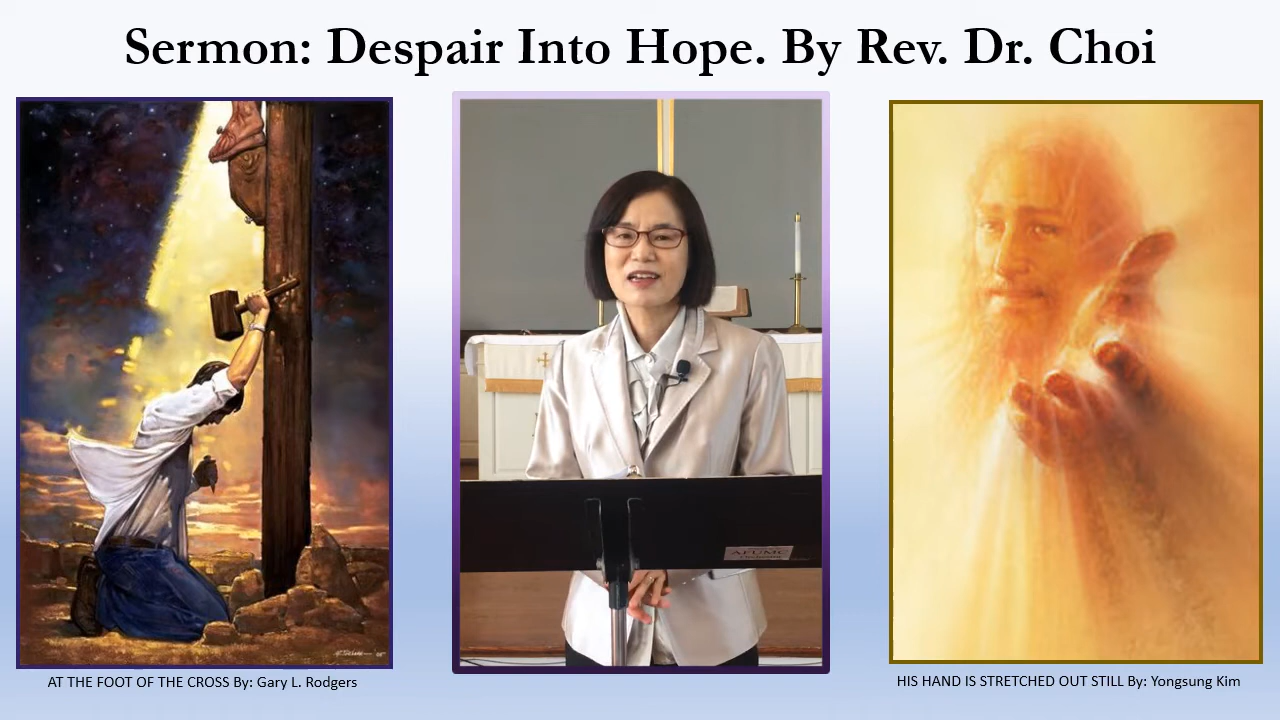 Sermon: Despair Into Hope. By Rev. Dr. Choi
AFUMC
AT THE FOOT OF THE CROSS By: Gary L. Rodgers
HIS HAND IS STRETCHED OUT STILL By: Yongsung Kim